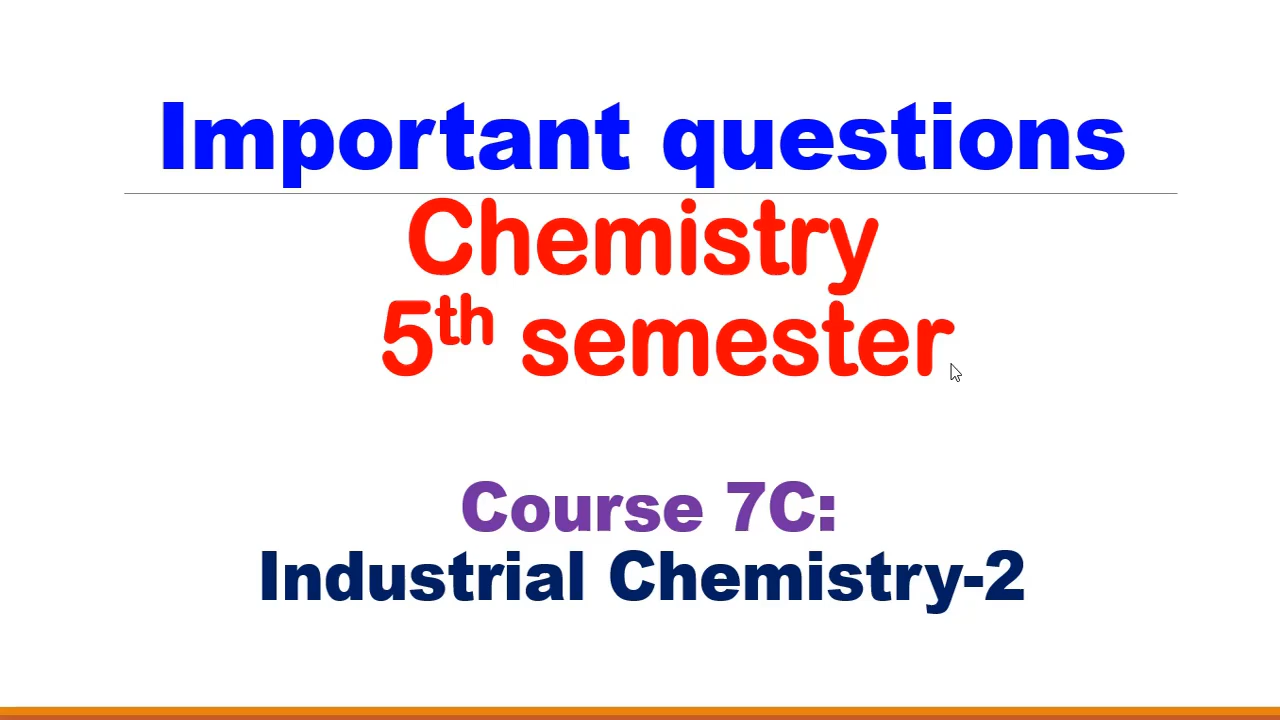 Important questions
Chemistry
5th semester
Course 7C:
Industrial Chemistry-2